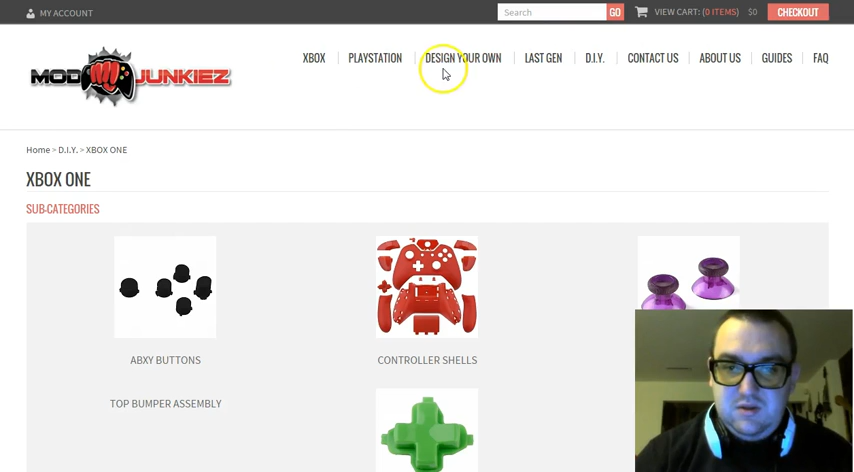 MY ACCOUNT
Search
GO
VIEW CART: (0 ITEMS) $0
CHECKOUT
MOD JUNKIEZ
XBOX
PLAYSTATION
DESIGN YOUR OWN
LAST GEN
D.I.Y.
CONTACT US
ABOUT US
GUIDES
FAQ
Home > D.I.Y. > XBOX ONE
XBOX ONE
SUB-CATEGORIES
ABXY BUTTONS
CONTROLLER SHELLS
TOP BUMPER ASSEMBLY